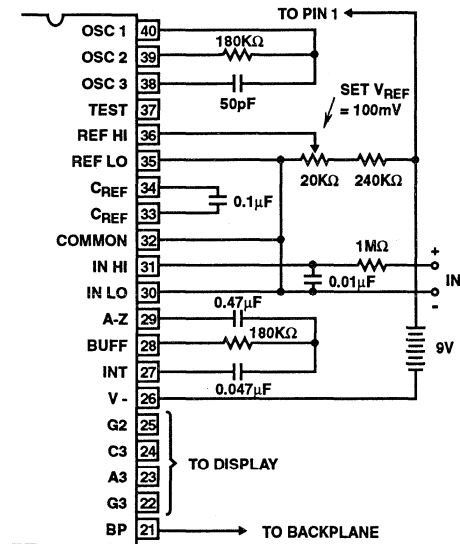 TO PIN 1
OSC 1 40
180KΩ
OSC 2 39
OSC 3 38
50pF
SET VREF
= 100mV
TEST 37
REF HI 36
REF LO 35
20KΩ 240KΩ
CREF 34
0.1µF
CREF 33
COMMON 32
1MΩ
+
IN HI 31
0.01µF
IN
IN LO 30
-
0.47µF
A-Z 29
180KΩ
BUFF 28
9V
INT 27
0.047µF
V - 26
G2 25
C3 24
TO DISPLAY
A3 23
G3 22
BP 21
TO BACKPLANE